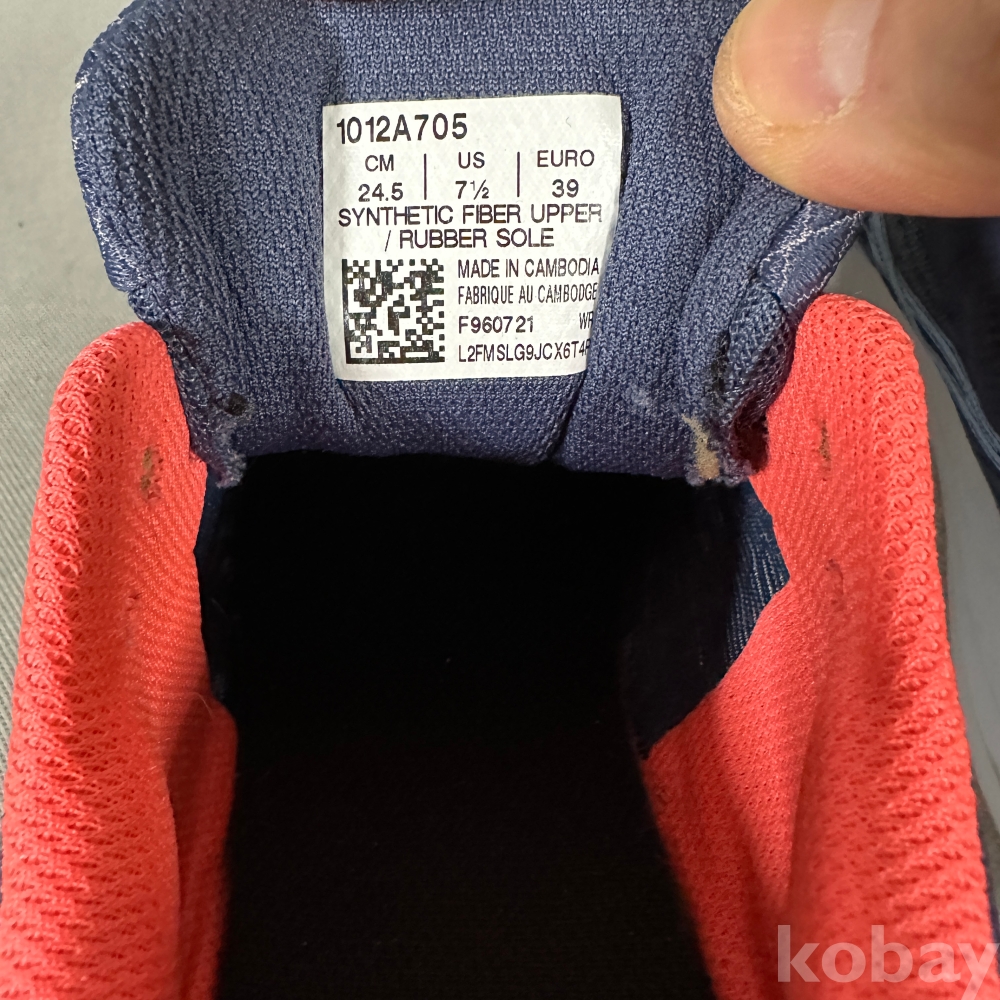 1012A705
CM | US | EURO
24.5 | 7½ | 39
SYNTHETIC FIBER UPPER
/ RUBBER SOLE
MADE IN CAMBODIA
FABRIQUE AU CAMBODGE
F960721
L2FMSLG9JCX6T4
kobay